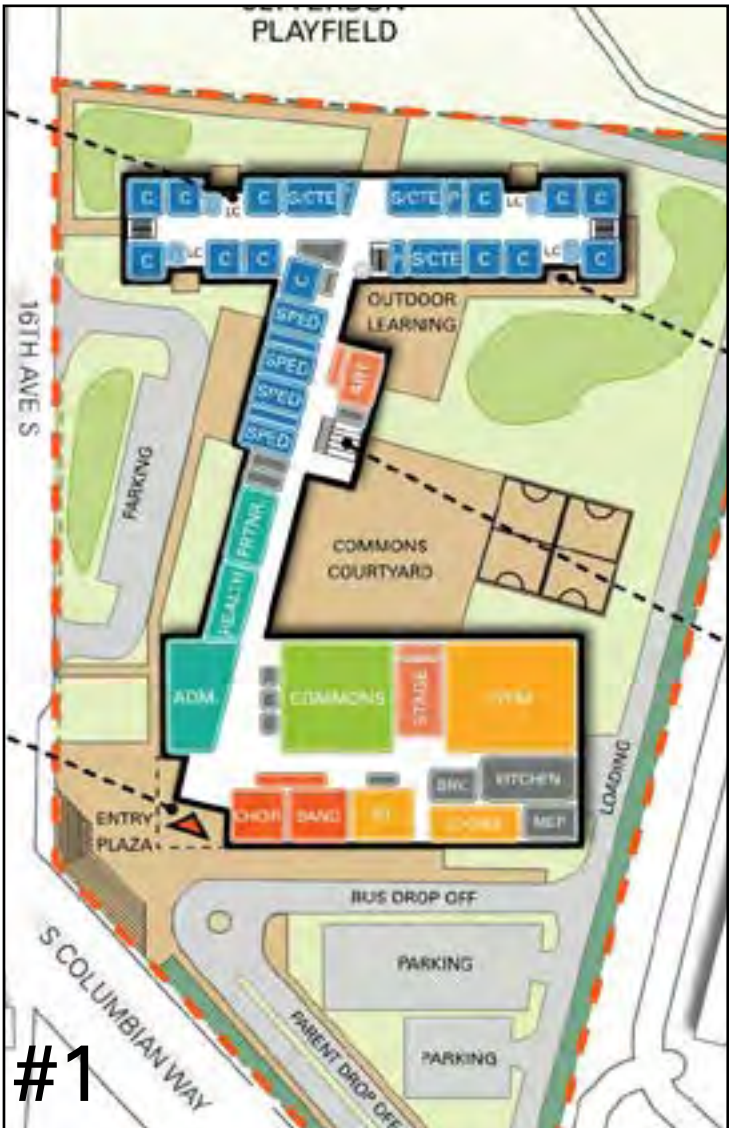 JEFFERSON
PLAYFIELD
C C C S/CTE S/CTE P C C C
LC LC
C LC C C P S/CTE C C LC C
C
OUTDOOR
LEARNING
SPED
SPED
SPED
SPED
ART
16TH AVE S
PARKING
PRTNR.
HEALTH
COMMONS
COURTYARD
ADM.
COMMONS
STAGE
GYM
KITCHEN
LOADING
CHOIR
BAND
MEP
ENTRY
PLAZA
BUS DROP OFF
PARKING
S COLUMBIAN WAY
PARENT DROP OFF
PARKING
#1